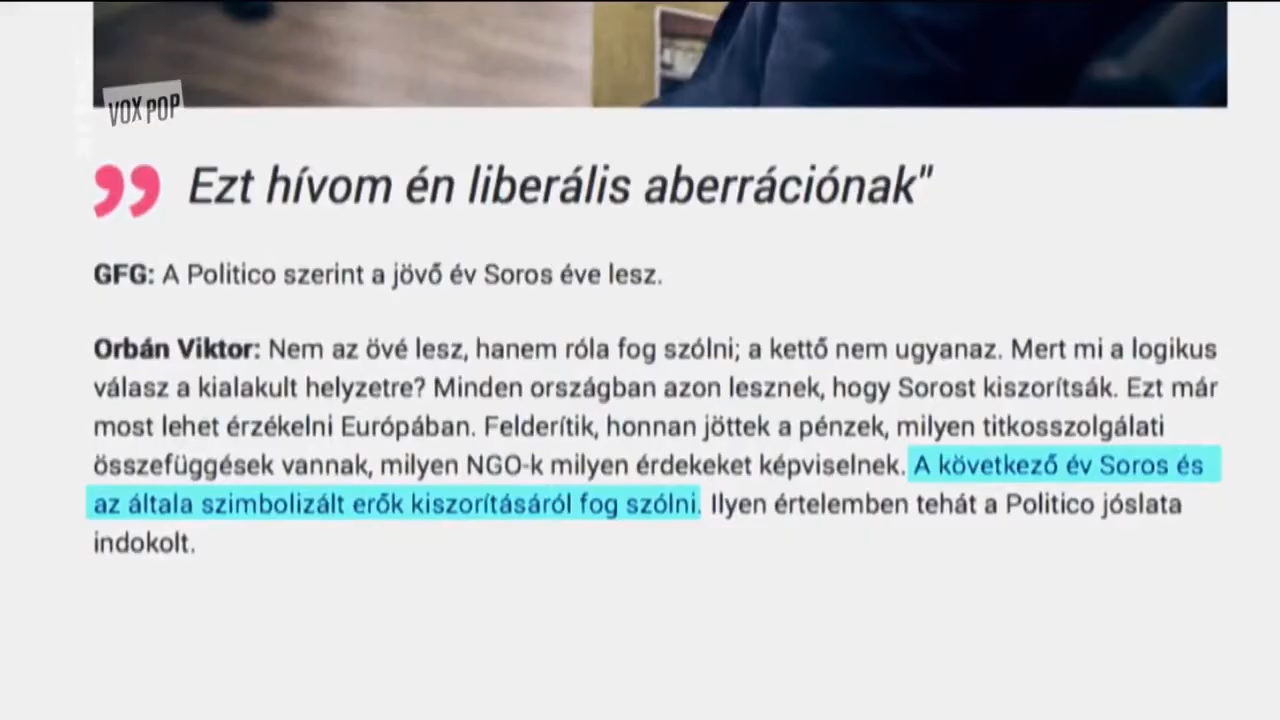 VOX POP
Ezt hívom én liberális aberrációnak"
GFG: A Politico szerint a jövő év Soros éve lesz.
Orbán Viktor: Nem az övé lesz, hanem róla fog szólni; a kettő nem ugyanaz. Mert mi a logikus
válasz a kialakult helyzetre? Minden országban azon lesznek, hogy Sorost kiszorítsák. Ezt már
most lehet érzékelni Európában. Felderítik, honnan jöttek a pénzek, milyen titkosszolgálati
összefüggések vannak, milyen NGO-k milyen érdekeket képviselnek. A következő év Soros és
az általa szimbolizált erők kiszorításáról fog szólni. Ilyen értelemben tehát a Politico jóslata
indokolt.